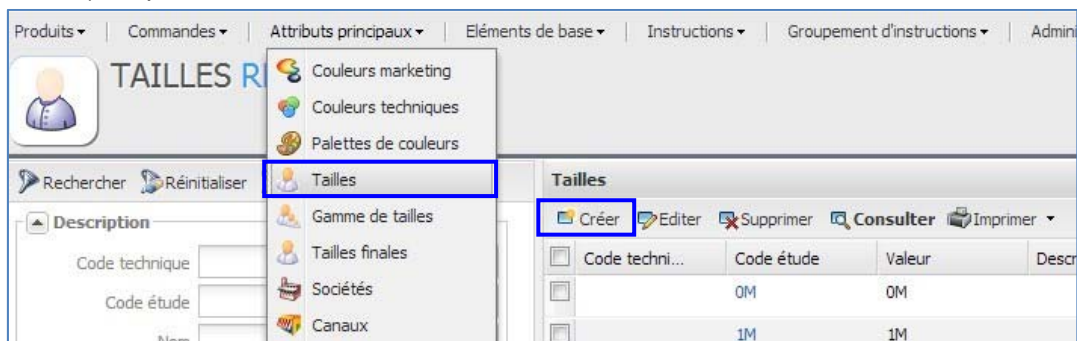 Produits | Commandes | Attributs principaux | Eléments de base | Instructions | Groupement d'instructions |
TAILLES
Couleurs marketing
Couleurs techniques
Palettes de couleurs
Tailles
Gamme de tailles
Tailles finales
Sociétés
Canaux
Rechercher Réinitialiser
Description
Code technique
Code étude
Tailles
Créer Editer Supprimer Consulter Imprimer
Code techni... Code étude Valeur
0M 0M
1M 1M